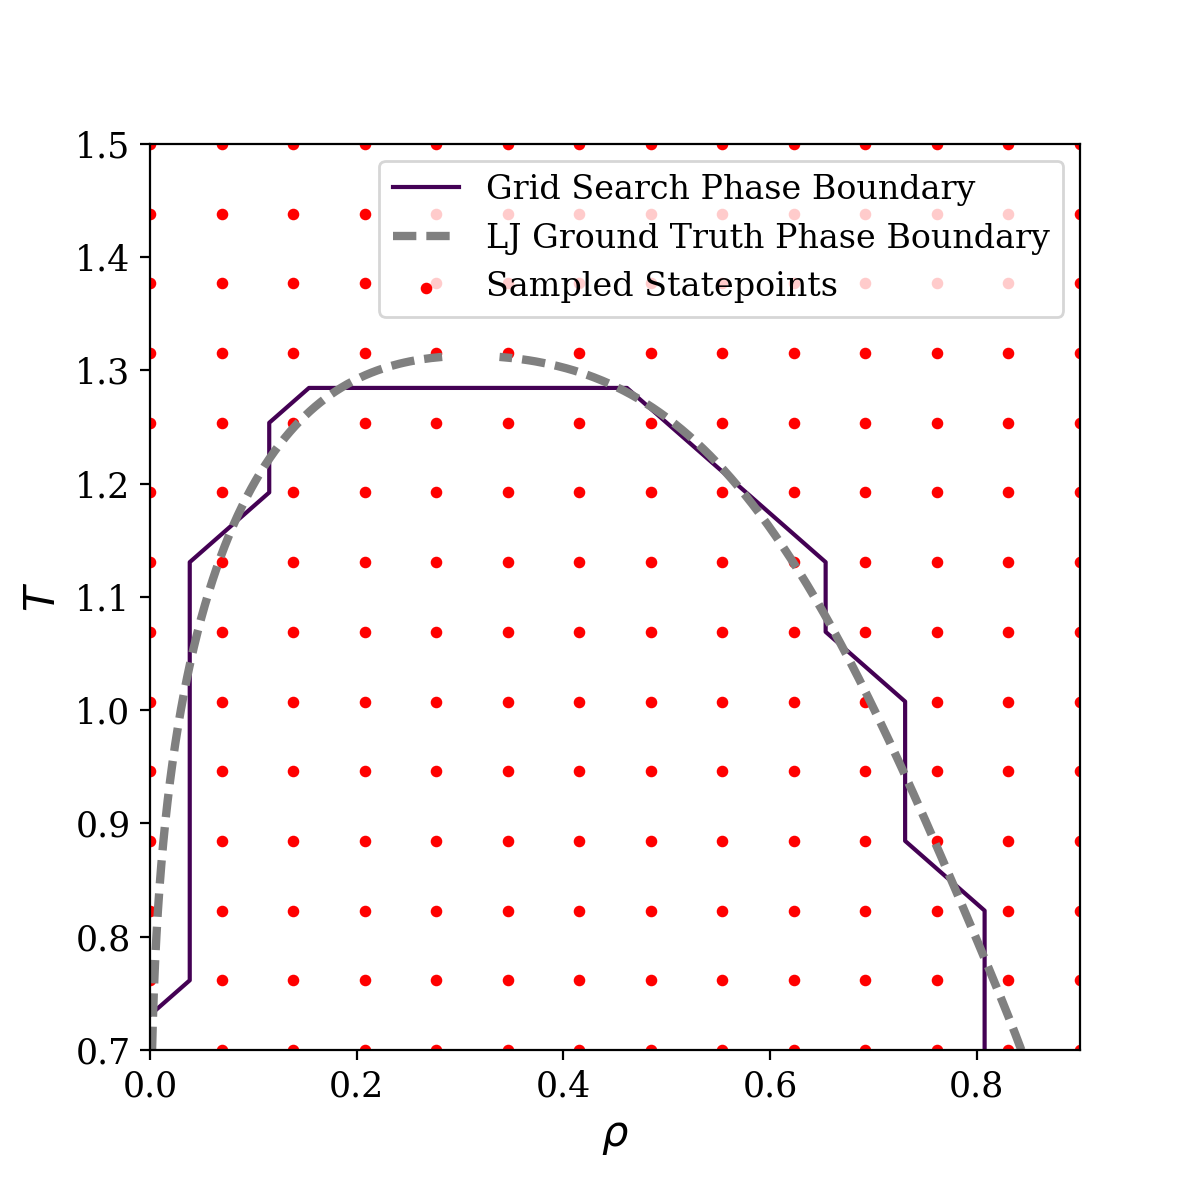 1.5
Grid Search Phase Boundary
LJ Ground Truth Phase Boundary
Sampled Statepoints
1.4
1.3
1.2
1.1
1.0
0.9
0.8
0.7
T
0.0 0.2 0.4 0.6 0.8
ρ